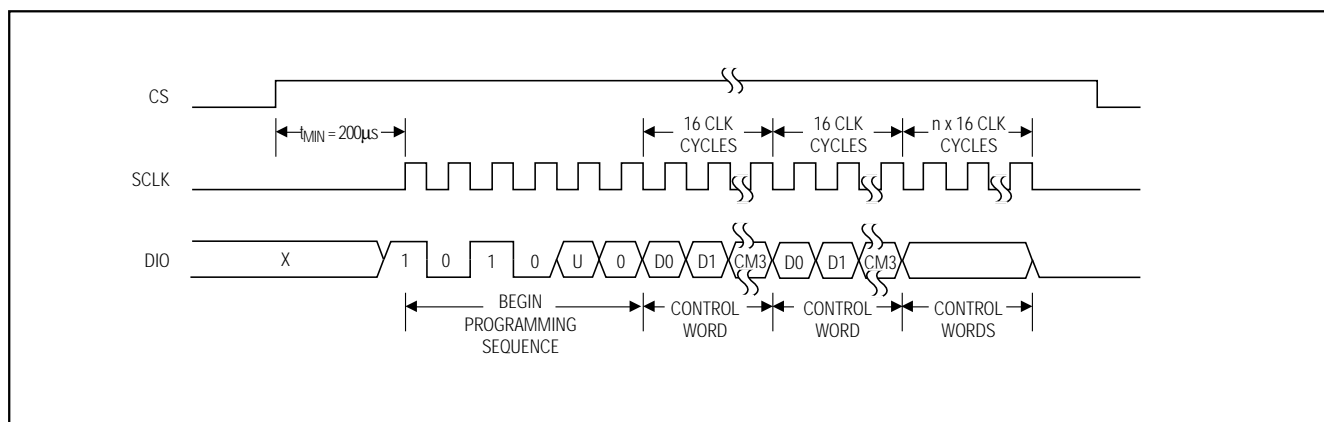 CS
tMIN = 200μs
16 CLK
CYCLES
16 CLK
CYCLES
n x 16 CLK
CYCLES
SCLK
DIO
X
1
0
1
0
U
0
D0
D1
CM3
D0
D1
CM3
BEGIN
PROGRAMMING
SEQUENCE
CONTROL
WORD
CONTROL
WORD
CONTROL
WORDS